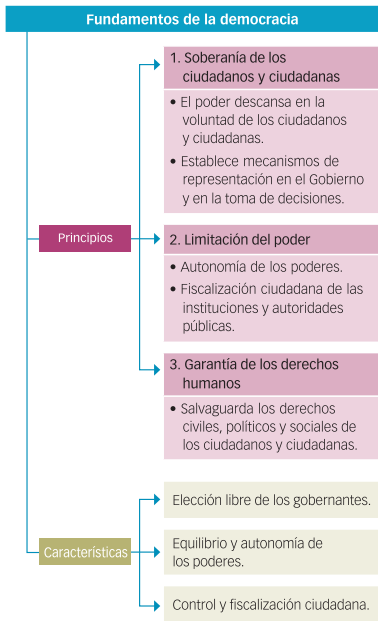 Fundamentos de la democracia
Principios
1. Soberanía de los
ciudadanos y ciudadanas
• El poder descansa en la
voluntad de los ciudadanos
y ciudadanas.
• Establece mecanismos de
representación en el Gobierno
y en la toma de decisiones.
2. Limitación del poder
• Autonomía de los poderes.
• Fiscalización ciudadana de las
instituciones y autoridades
públicas.
3. Garantía de los derechos
humanos
• Salvaguarda los derechos
civiles, políticos y sociales de
los ciudadanos y ciudadanas.
Características
Elección libre de los gobernantes.
Equilibrio y autonomía de
los poderes.
Control y fiscalización ciudadana.